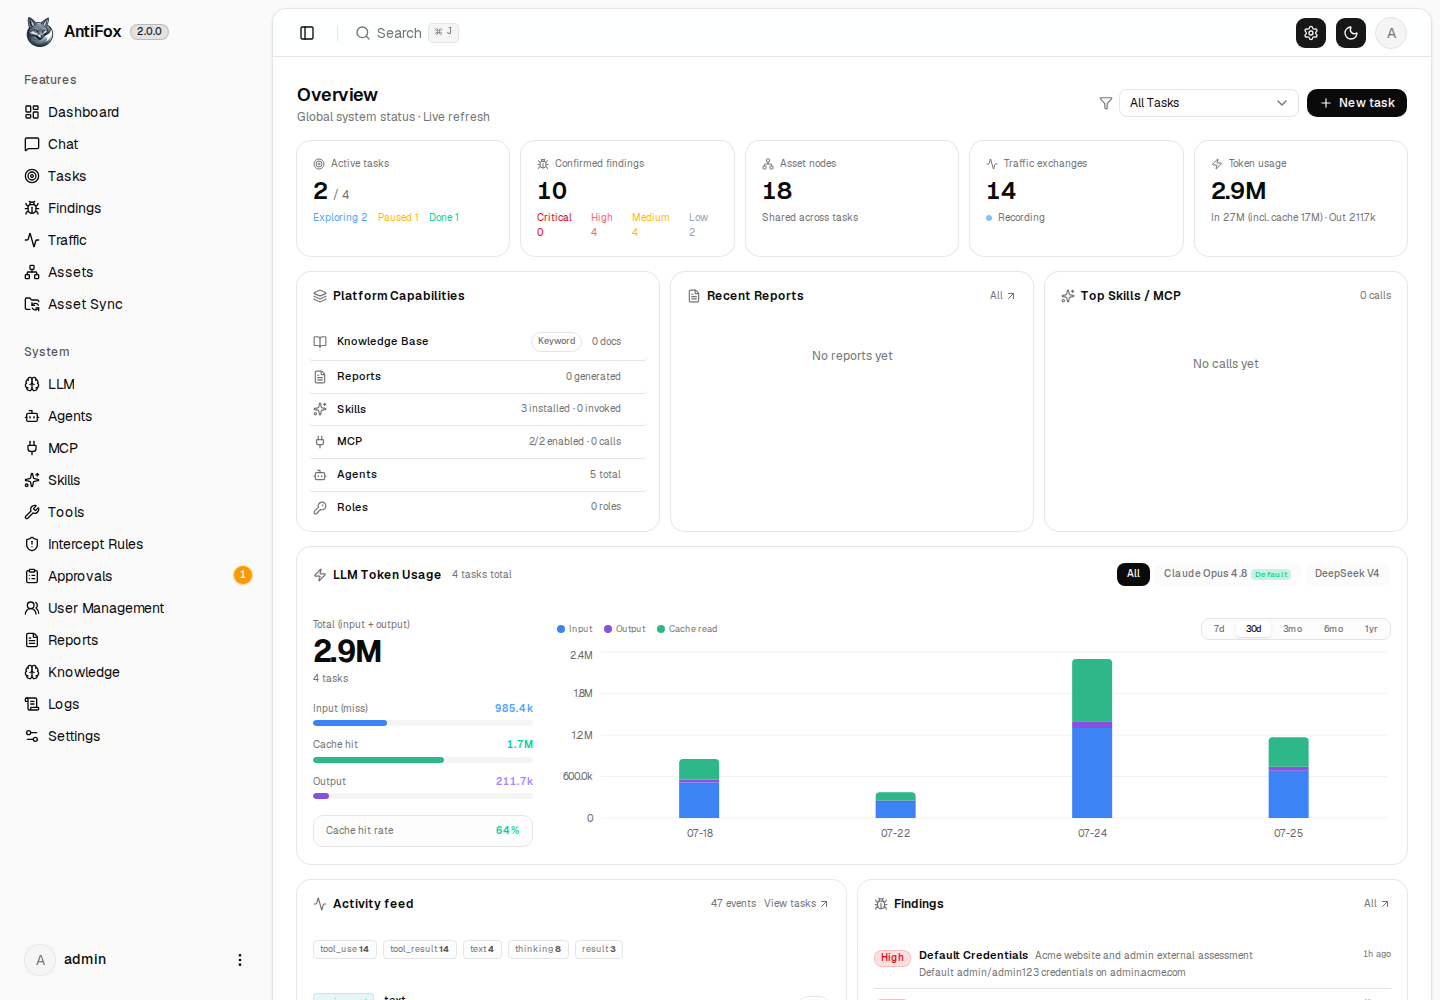 AntiFox 2.0.0
Features
Dashboard
Chat
Tasks
Findings
Traffic
Assets
Asset Sync
System
LLM
Agents
MCP
Skills
Tools
Intercept Rules
Approvals 1
User Management
Reports
Knowledge
Logs
Settings
A admin
Search ⌘ J
A
Overview
Global system status · Live refresh
All Tasks
+ New task
Active tasks
2 / 4
Exploring 2 Paused 1 Done 1
Confirmed findings
10
Critical High Medium Low
0 4 4 2
Asset nodes
18
Shared across tasks
Traffic exchanges
14
Recording
Token usage
2.9M
In 2.7M (incl. cache 1.7M) · Out 211.7k
Platform Capabilities
Knowledge Base Keyword 0 docs
Reports 0 generated
Skills 3 installed · 0 invoked
MCP 2/2 enabled · 0 calls
Agents 5 total
Roles 0 roles
Recent Reports All
No reports yet
Top Skills / MCP 0 calls
No calls yet
LLM Token Usage 4 tasks total
All Claude Opus 4.8 Default DeepSeek V4
Total (input + output)
2.9M
4 tasks
Input (miss) 985.4k
Cache hit 1.7M
Output 211.7k
Cache hit rate 64%
Input Output Cache read
7d 30d 3mo 6mo 1yr
2.4M
1.8M
1.2M
600.0k
0
07-18 07-22 07-24 07-25
Activity feed 47 events View tasks
tool_use 14 tool_result 14 text 4 thinking 8 result 3
text
Findings All
High Default Credentials Acme website and admin external assessment 1h ago
Default admin/admin123 credentials on admin.acme.com